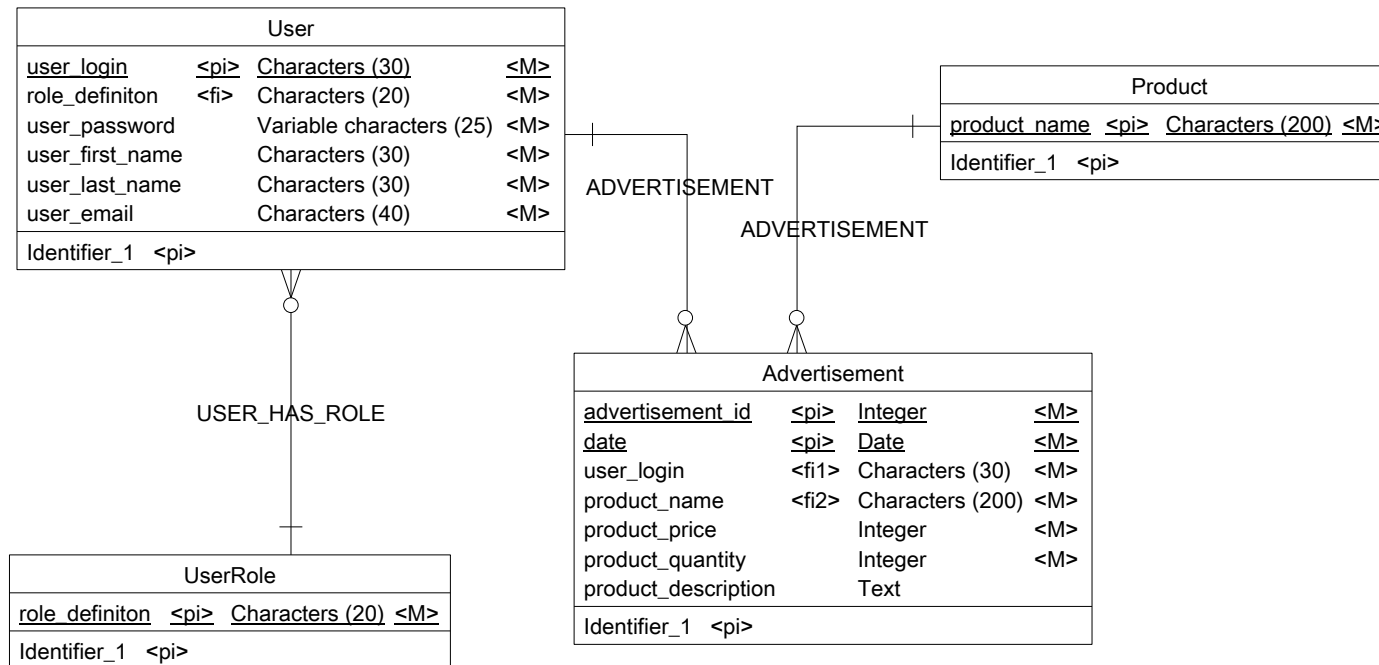 User
user_login <pi> Characters (30) <M>
role_definiton <fi> Characters (20) <M>
user_password Variable characters (25) <M>
user_first_name Characters (30) <M>
user_last_name Characters (30) <M>
user_email Characters (40) <M>
Identifier_1 <pi>
Product
product_name <pi> Characters (200) <M>
Identifier_1 <pi>
ADVERTISEMENT
ADVERTISEMENT
USER_HAS_ROLE
Advertisement
advertisement_id <pi> Integer <M>
date <pi> Date <M>
user_login <fi1> Characters (30) <M>
product_name <fi2> Characters (200) <M>
product_price Integer <M>
product_quantity Integer <M>
product_description Text
Identifier_1 <pi>
UserRole
role_definiton <pi> Characters (20) <M>
Identifier_1 <pi>